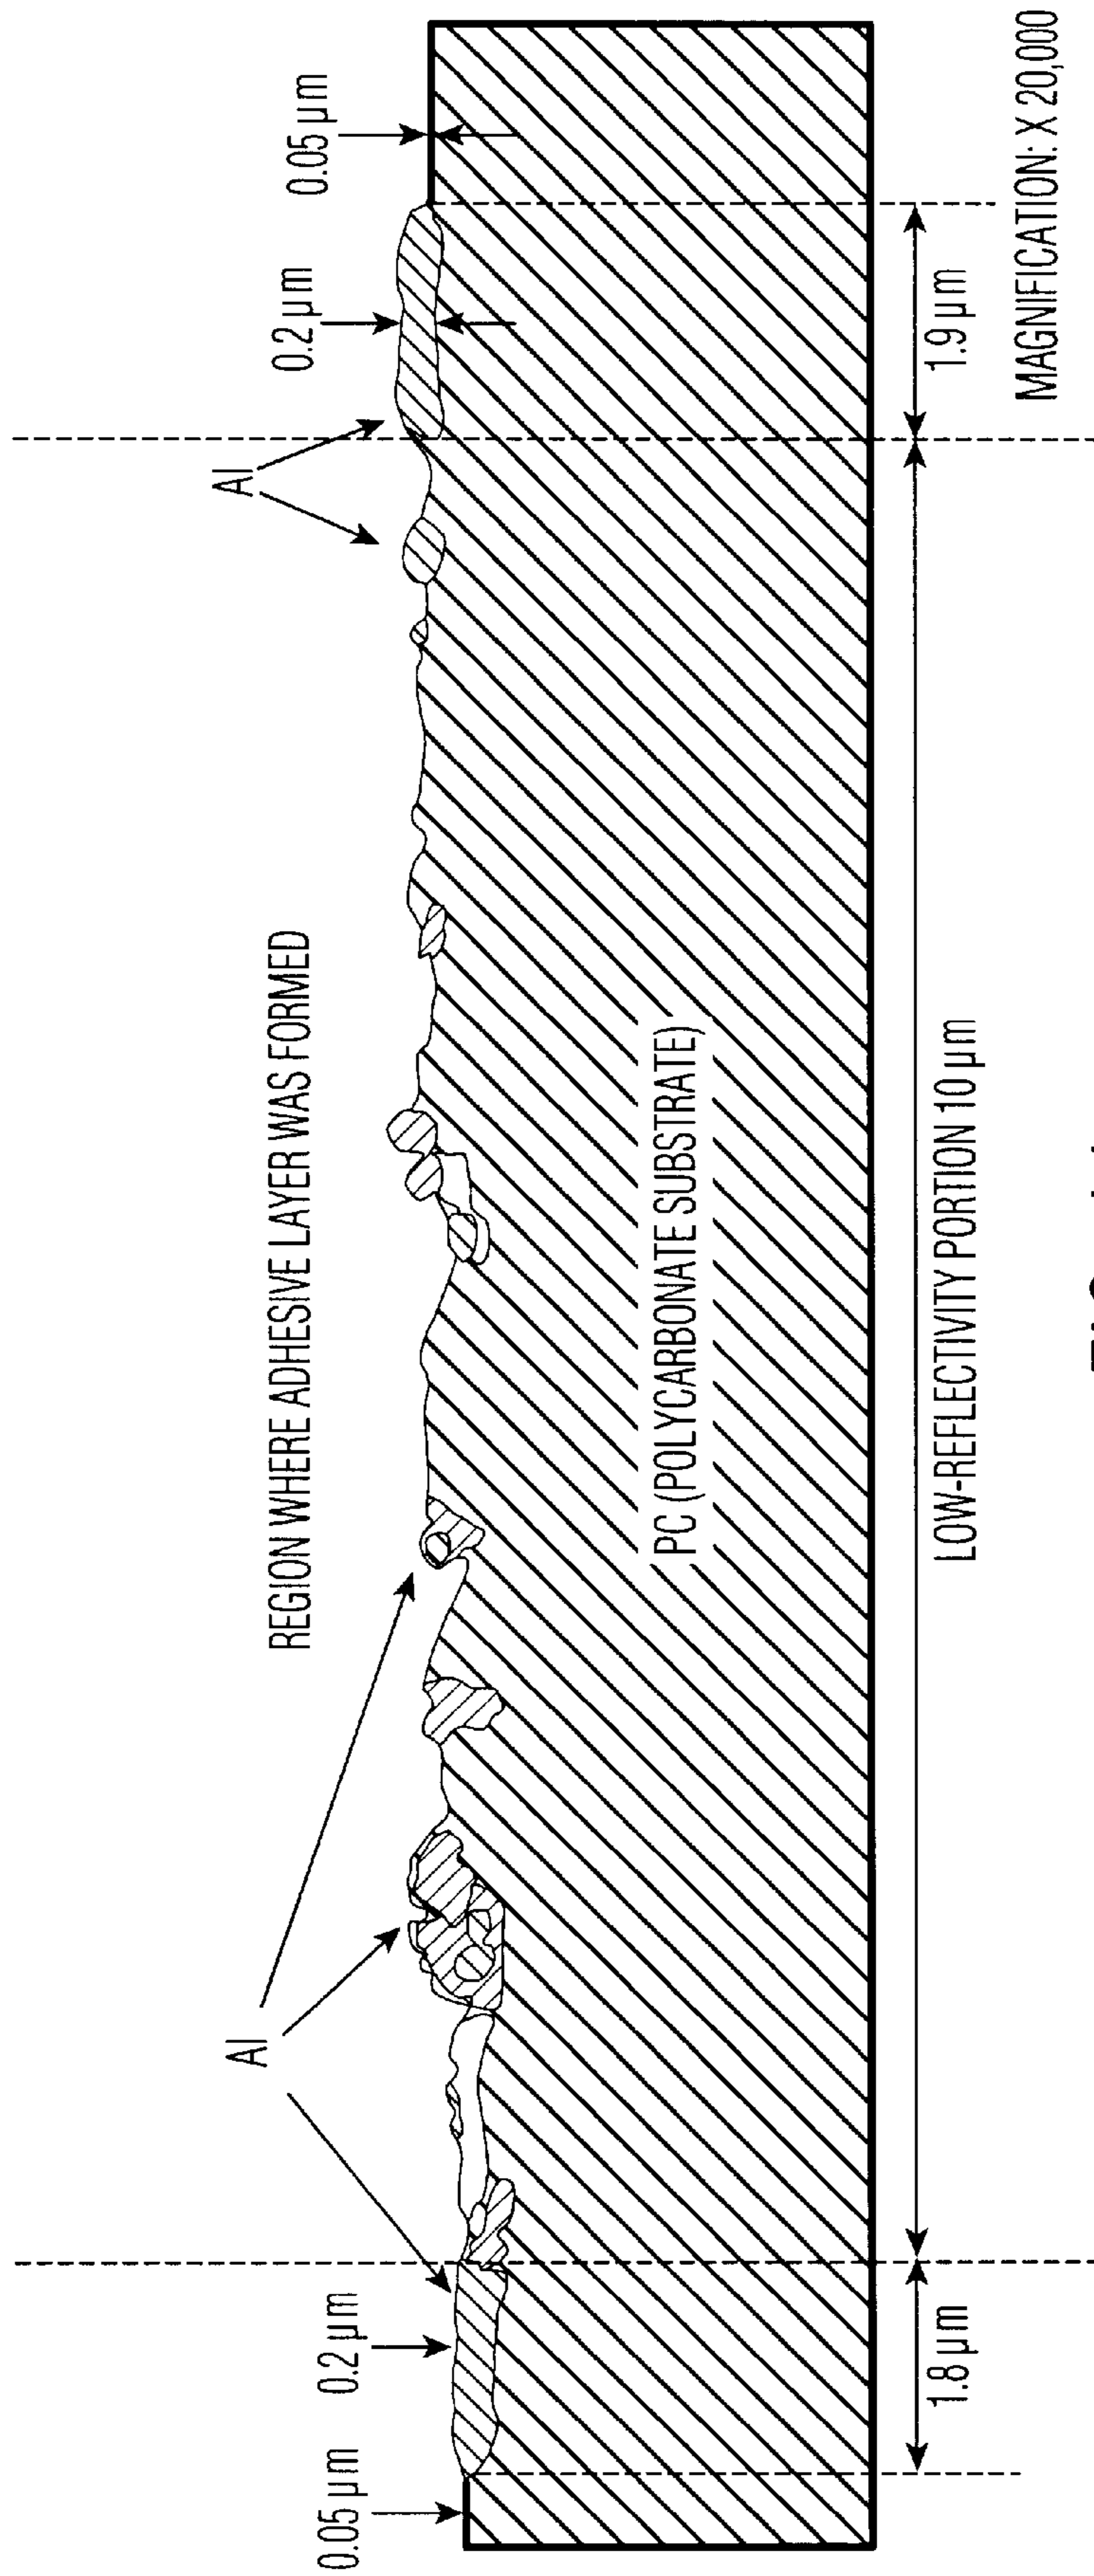 Al
Al
REGION WHERE ADHESIVE LAYER WAS FORMED
0.05 µm
0.2 µm
0.2 µm
0.05 µm
PC (POLYCARBONATE SUBSTRATE)
1.8 µm
LOW-REFLECTIVITY PORTION 10 µm
1.9 µm
MAGNIFICATION: X 20,000